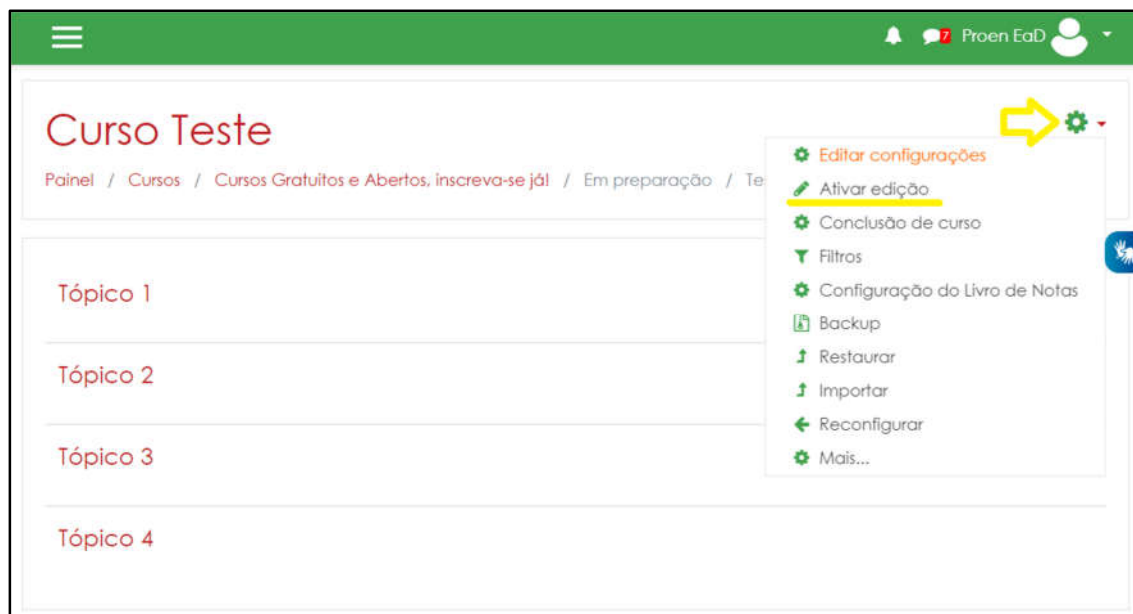 7 Proen EaD
Curso Teste
Painel / Cursos / Cursos Gratuitos e Abertos, inscreva-se já! / Em preparação / Te
Editar configurações
Ativar edição
Conclusão de curso
Filtros
Configuração do Livro de Notas
Backup
Restaurar
Importar
Reconfigurar
Mais...
Tópico 1
Tópico 2
Tópico 3
Tópico 4